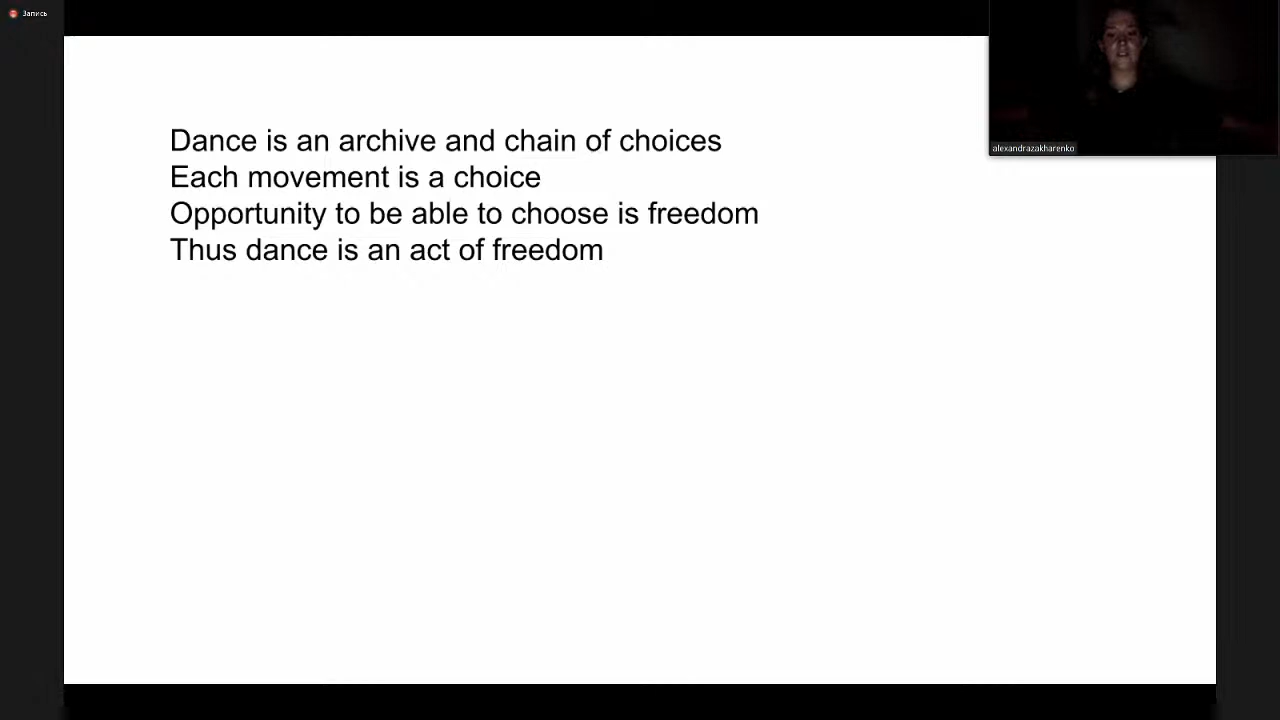 Запись
alexandrazakharenko
Dance is an archive and chain of choices
Each movement is a choice
Opportunity to be able to choose is freedom
Thus dance is an act of freedom